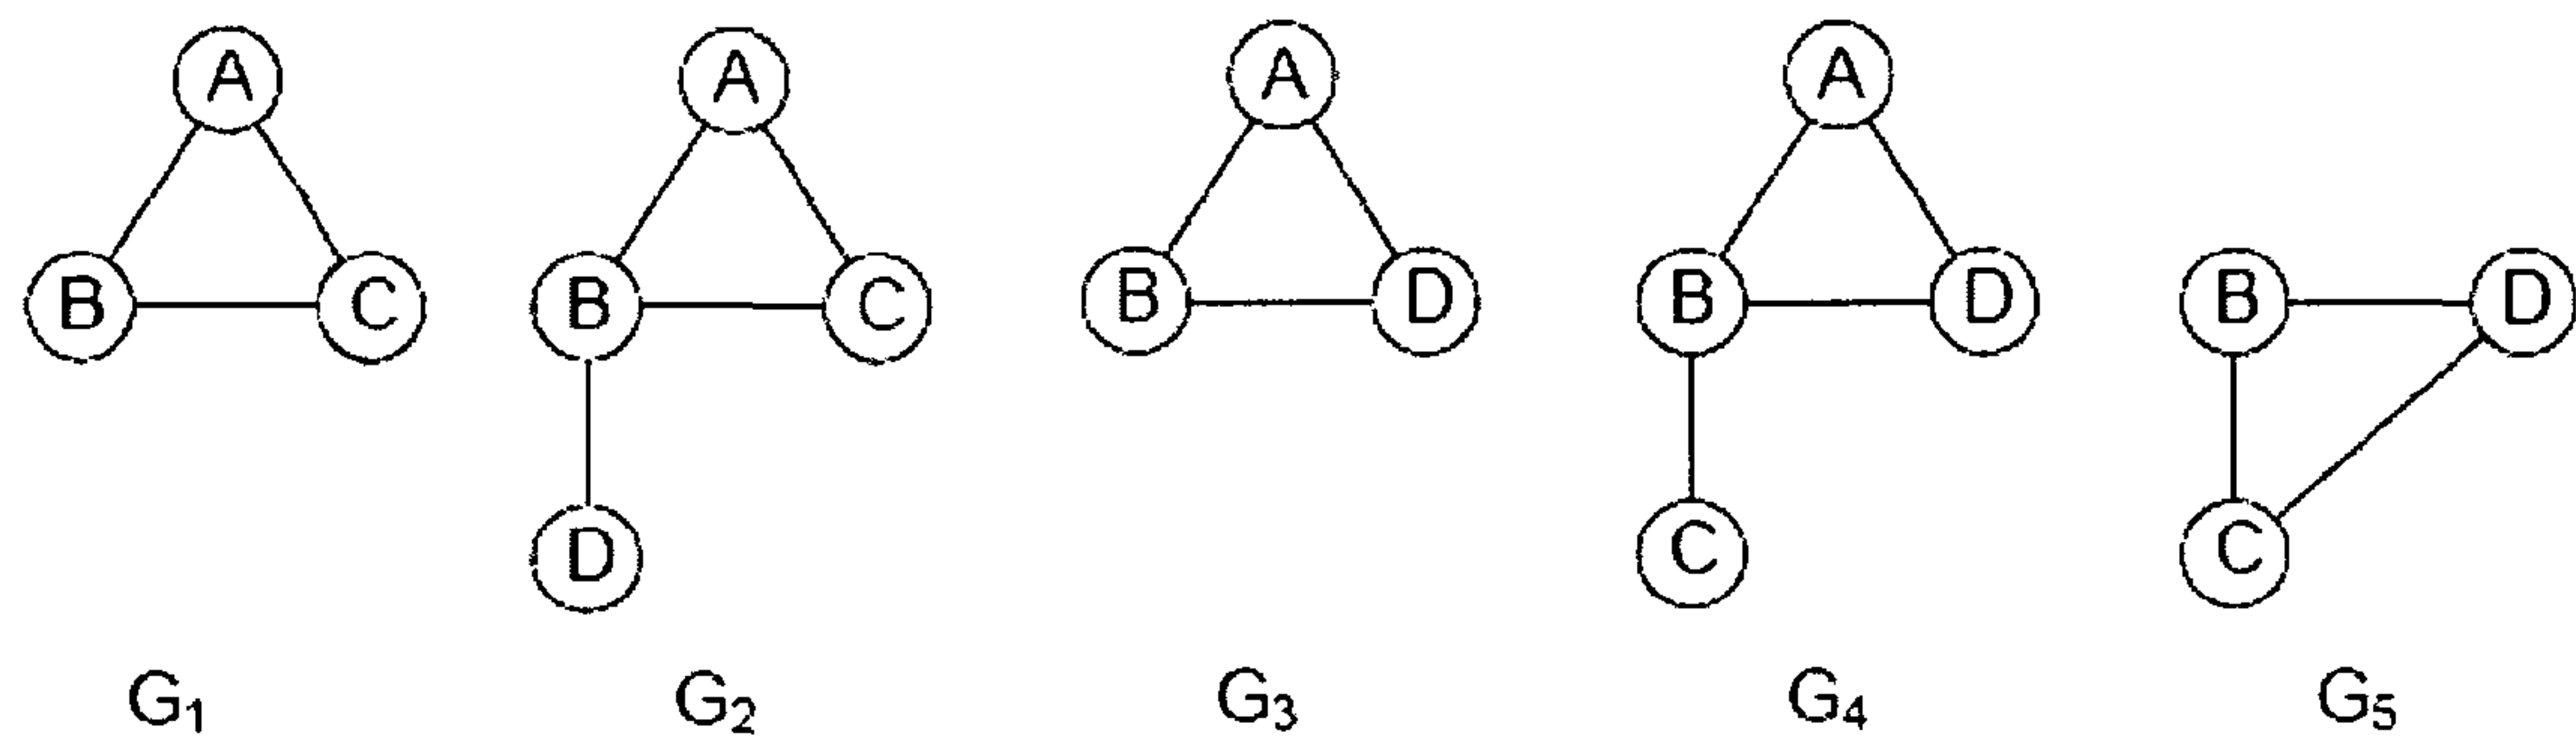 A A A A
B C B C B D B D B D
D C C
G₁ G₂ G₃ G₄ G₅